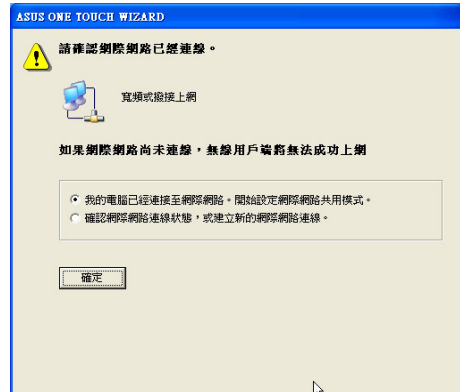 ASUS ONE TOUCH WIZARD
請確認網際網路已經連線。
寬頻或撥接上網
如果網際網路尚未連線，無線用戶端將無法成功上網
我的電腦已經連接至網際網路。開始設定網際網路共用模式。
確認網際網路連線狀態，或建立新的網際網路連線。
確定